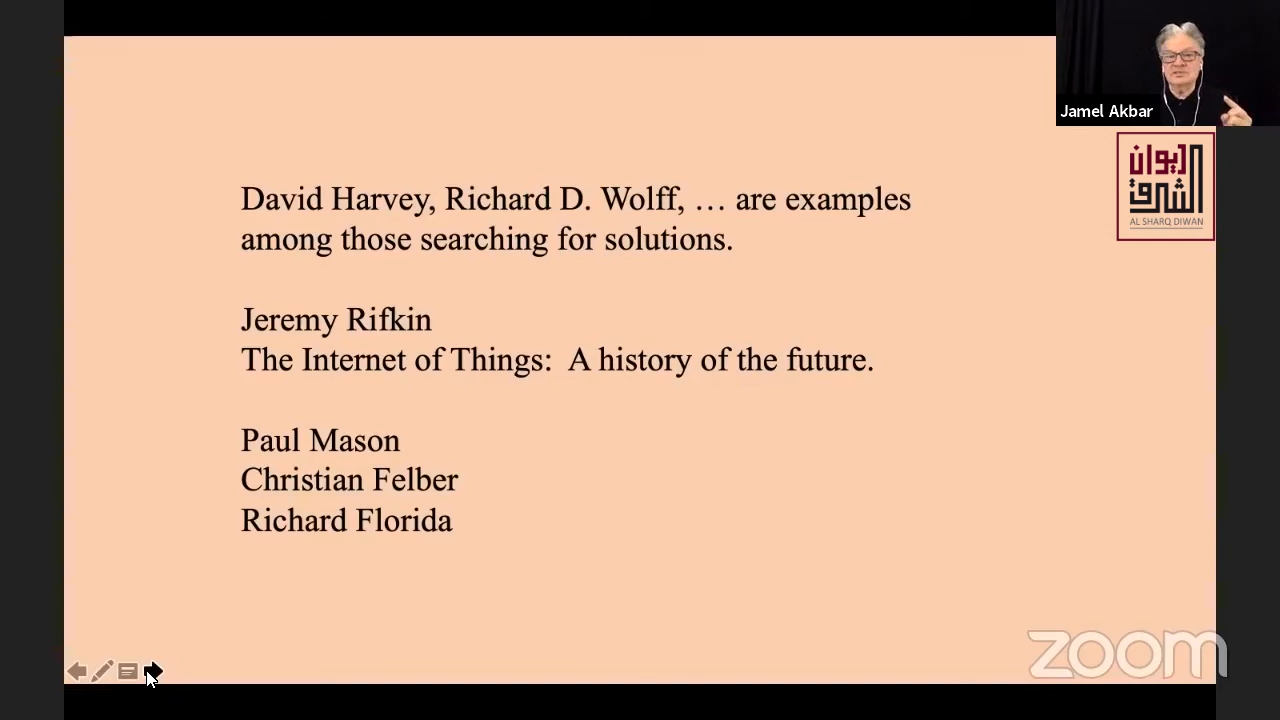 Jamel Akbar
الشرق
ديوان
AL SHARQ DIWAN
David Harvey, Richard D. Wolff, … are examples
among those searching for solutions.
Jeremy Rifkin
The Internet of Things:  A history of the future.
Paul Mason
Christian Felber
Richard Florida
zoom